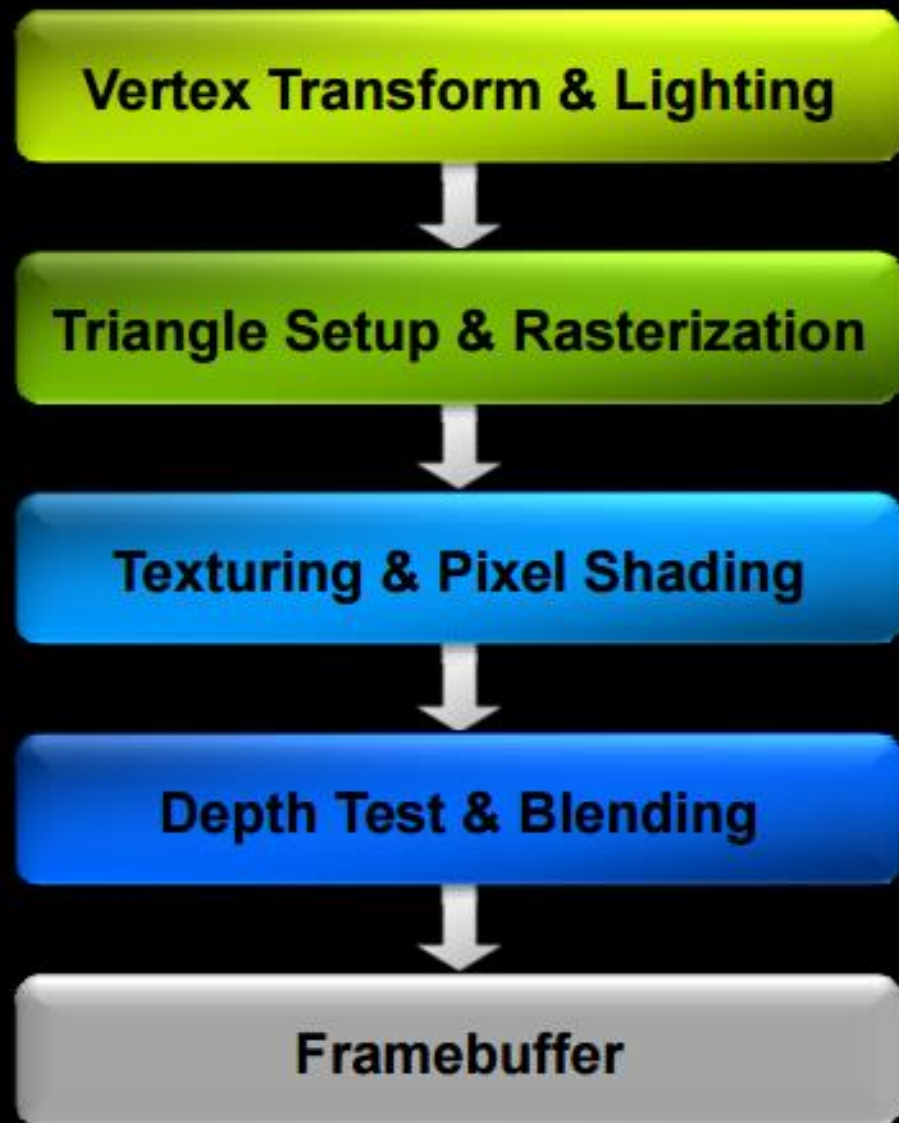 Vertex Transform & Lighting
Triangle Setup & Rasterization
Texturing & Pixel Shading
Depth Test & Blending
Framebuffer